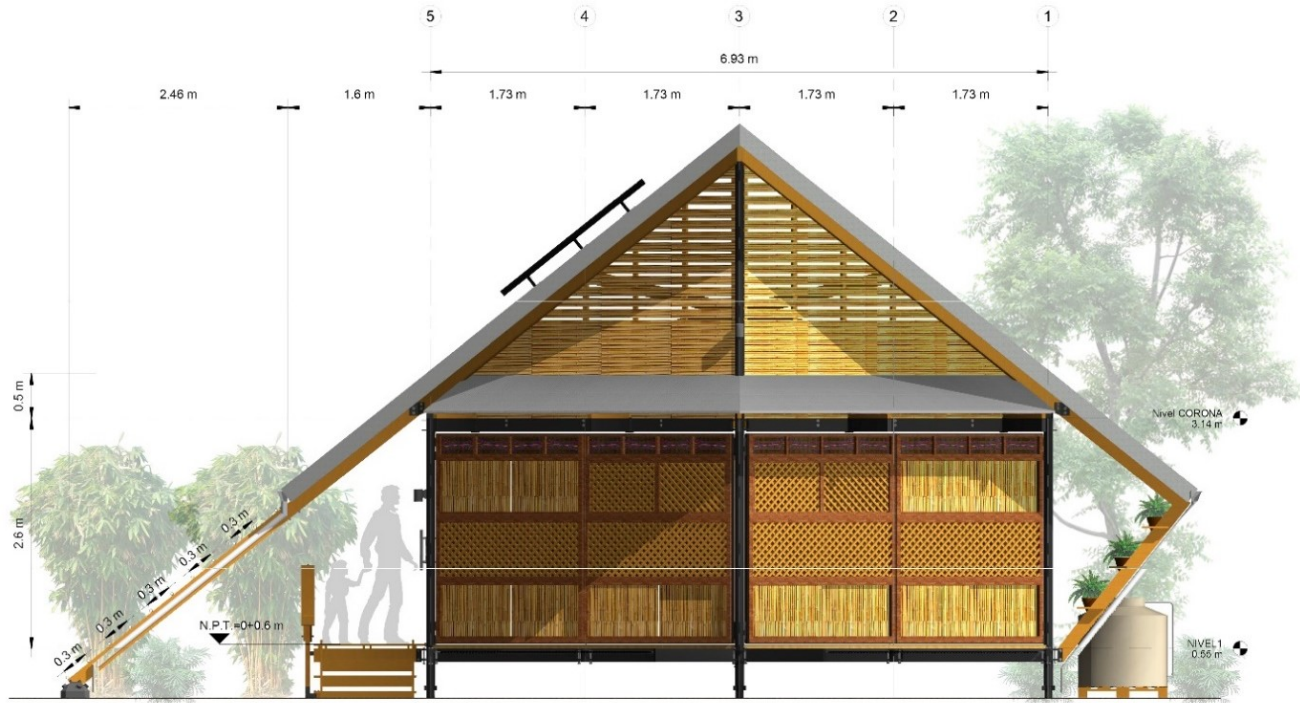 5 4 3 2 1
6.93 m
2.46 m 1.6 m 1.73 m 1.73 m 1.73 m 1.73 m
0.5 m
Nivel CORONA
3.14 m
2.6 m
0.3 m
0.3 m
0.3 m
0.3 m
0.3 m
N.P.T.=0+0.6 m
NIVEL1
0.55 m